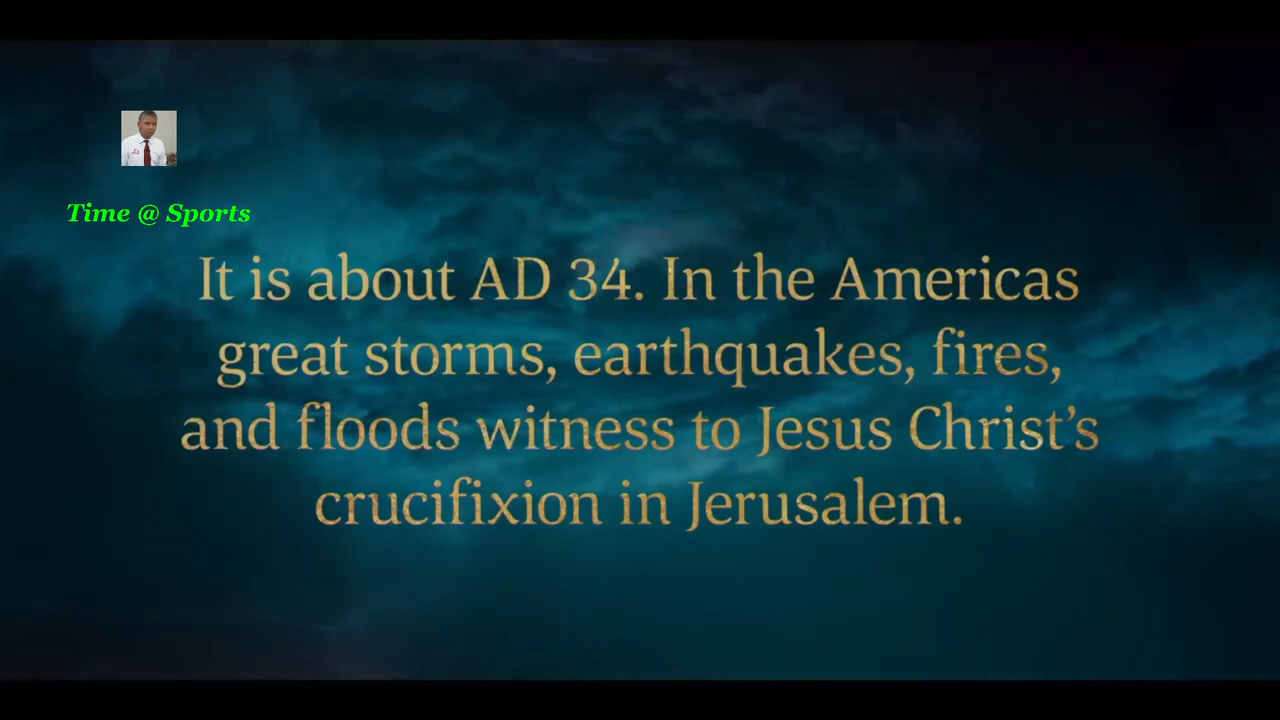 Time @ Sports
It is about AD 34. In the Americas
great storms, earthquakes, fires,
and floods witness to Jesus Christ’s
crucifixion in Jerusalem.